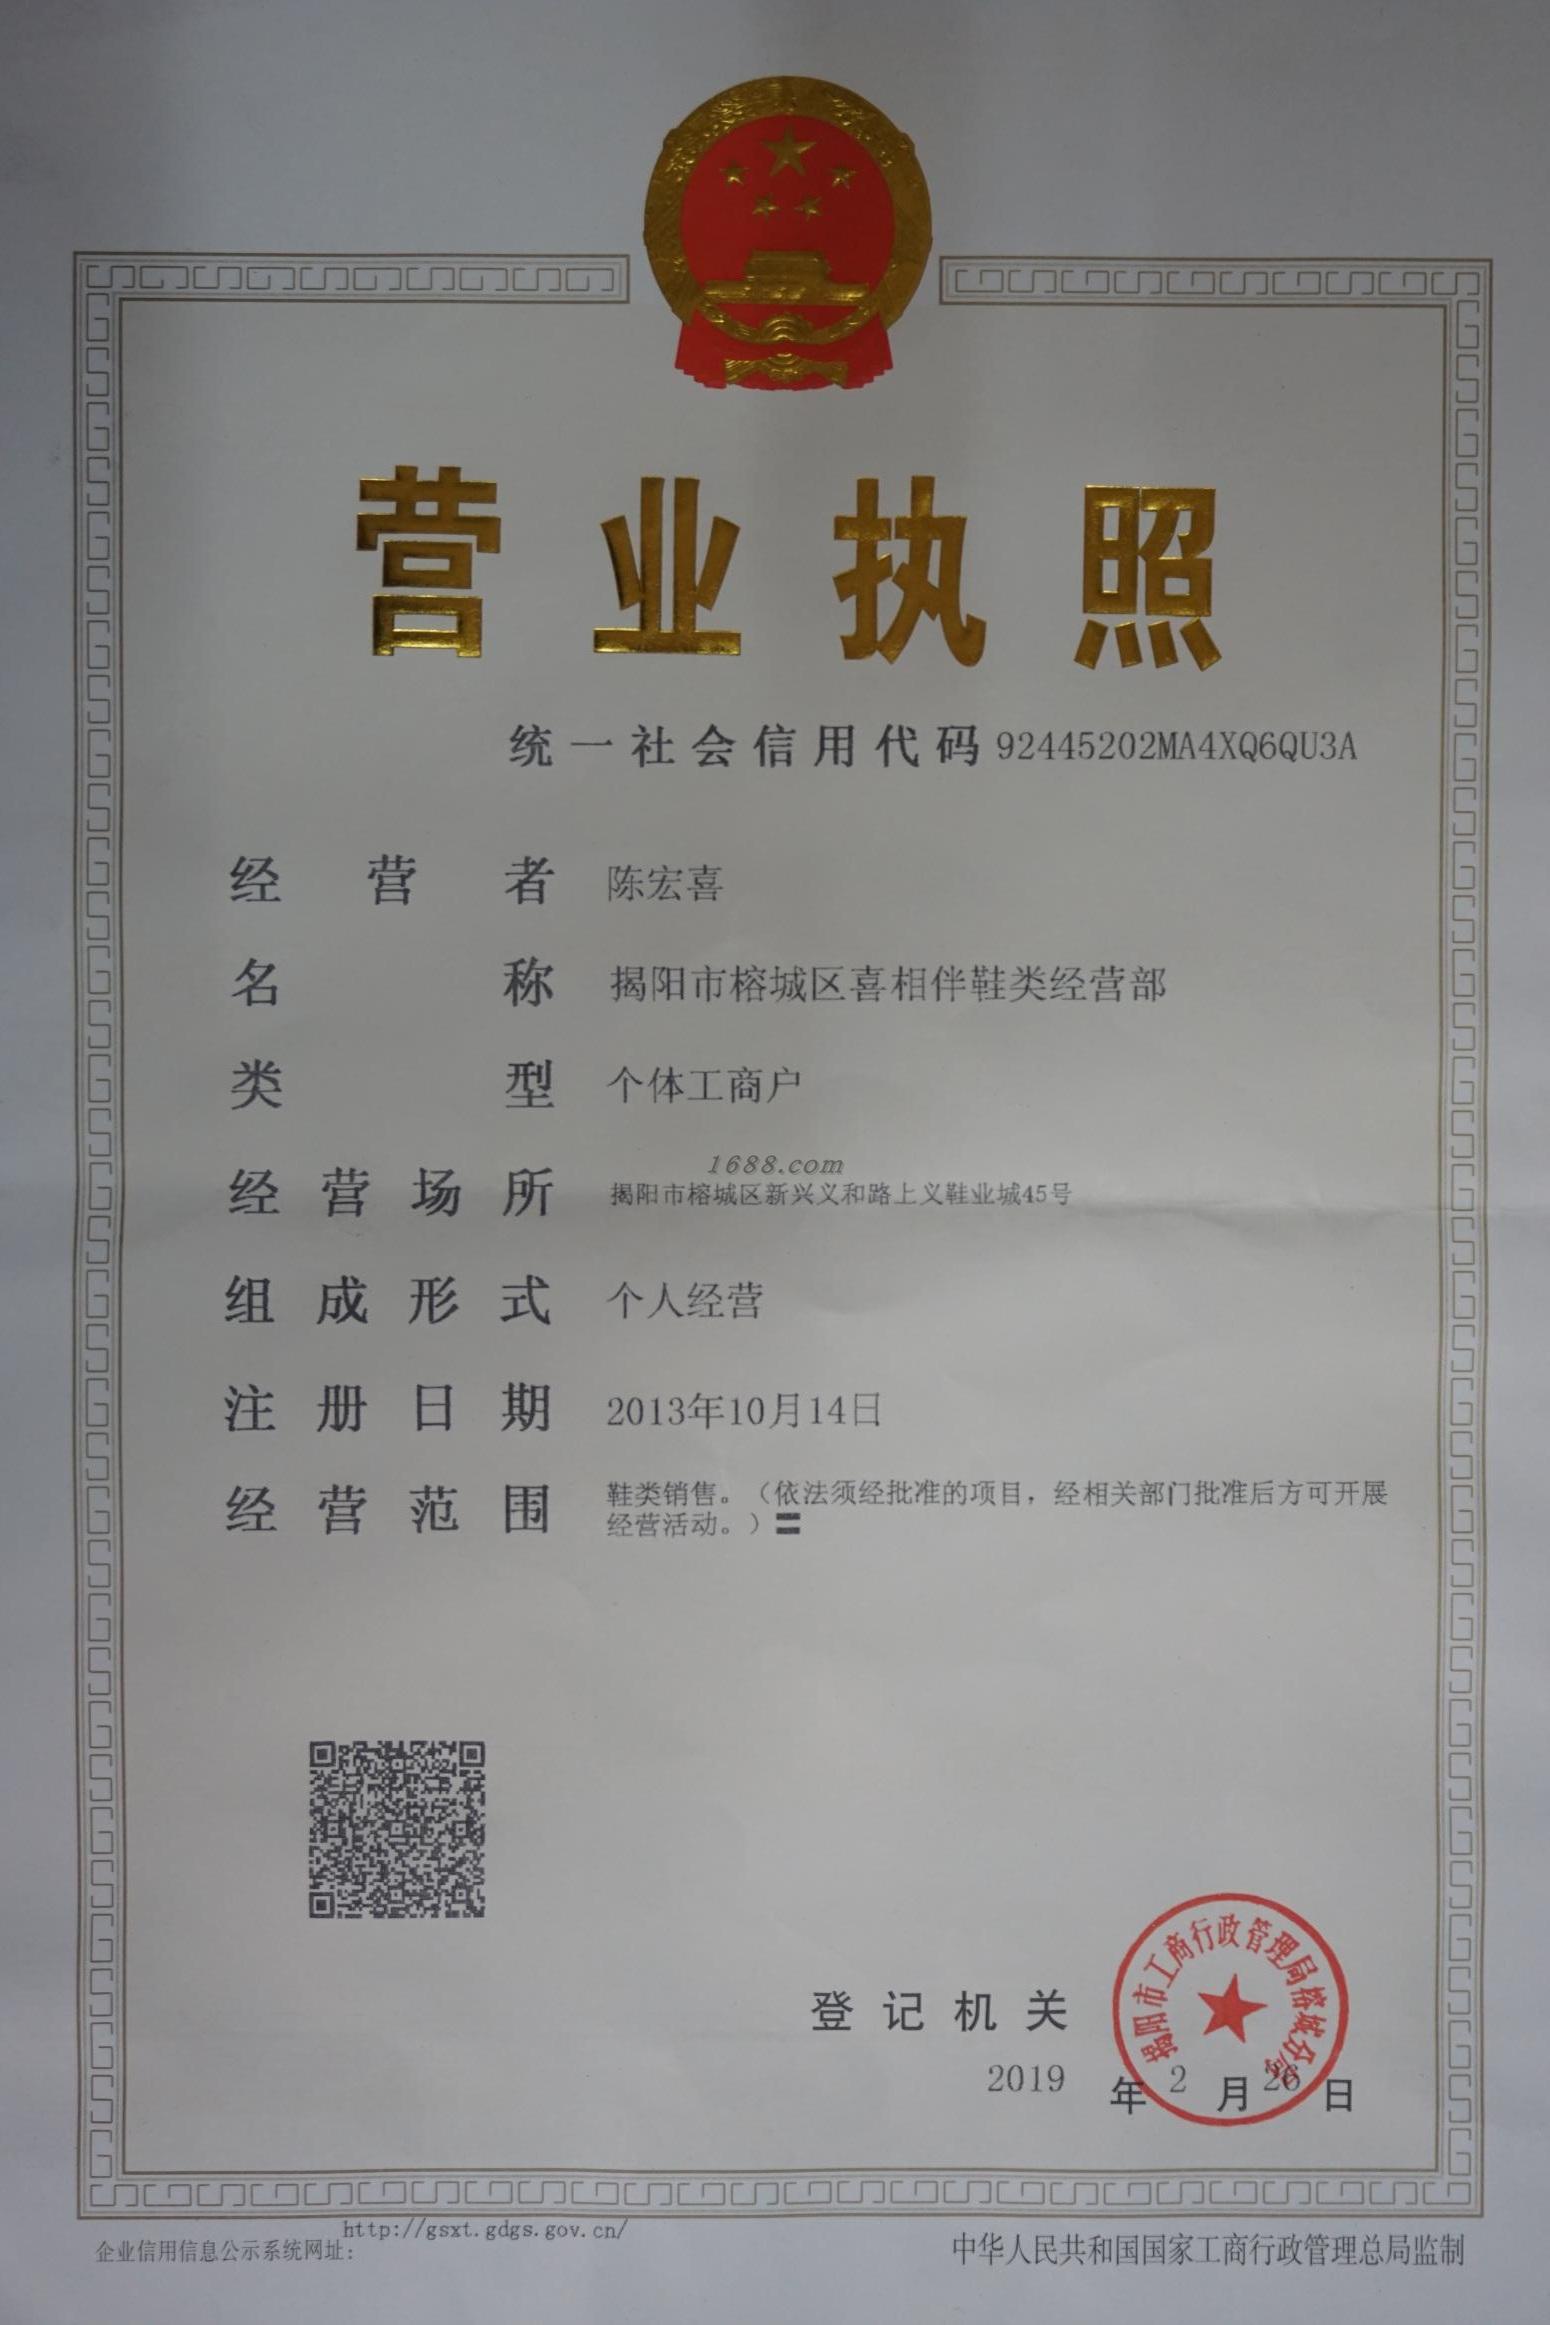 营业执照
统一社会信用代码 92445202MA4XQ6QU3A
经营者 陈宏喜
名称 揭阳市榕城区喜相伴鞋类经营部
类型 个体工商户
1688.com
经营场所 揭阳市榕城区新兴义和路上义鞋业城45号
组成形式 个人经营
注册日期 2013年10月14日
经营范围 鞋类销售。（依法须经批准的项目，经相关部门批准后方可开展
经营活动。）〓
揭阳市工商行政管理局榕城分局
登记机关
2019 年 2 月 26 日
http://gsxt.gdgs.gov.cn/
企业信用信息公示系统网址：
中华人民共和国国家工商行政管理总局监制